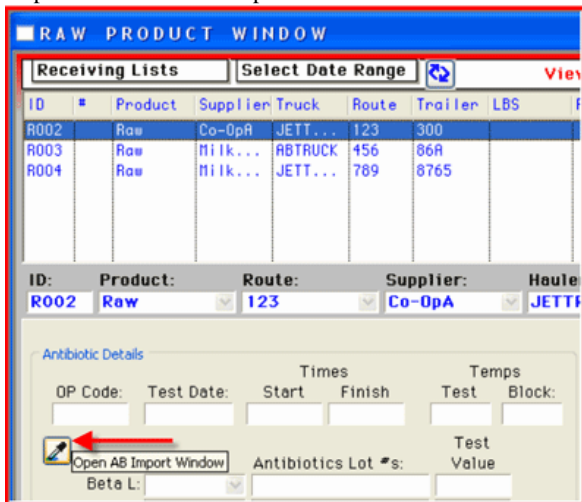 RAW PRODUCT WINDOW
Receiving Lists Select Date Range View
ID # Product Supplier Truck Route Trailer LBS
R002 Raw Co-OpA JETT... 123 300
R003 Raw Milk... ABTRUCK 456 86A
R004 Raw Milk... JETT... 789 8765
ID: Product: Route: Supplier: Haule
R002 Raw 123 Co-OpA JETT
Antibiotic Details
Times Temps
OP Code: Test Date: Start Finish Test Block:
Test
Open AB Import Window Antibiotics Lot #s: Value
Beta L: